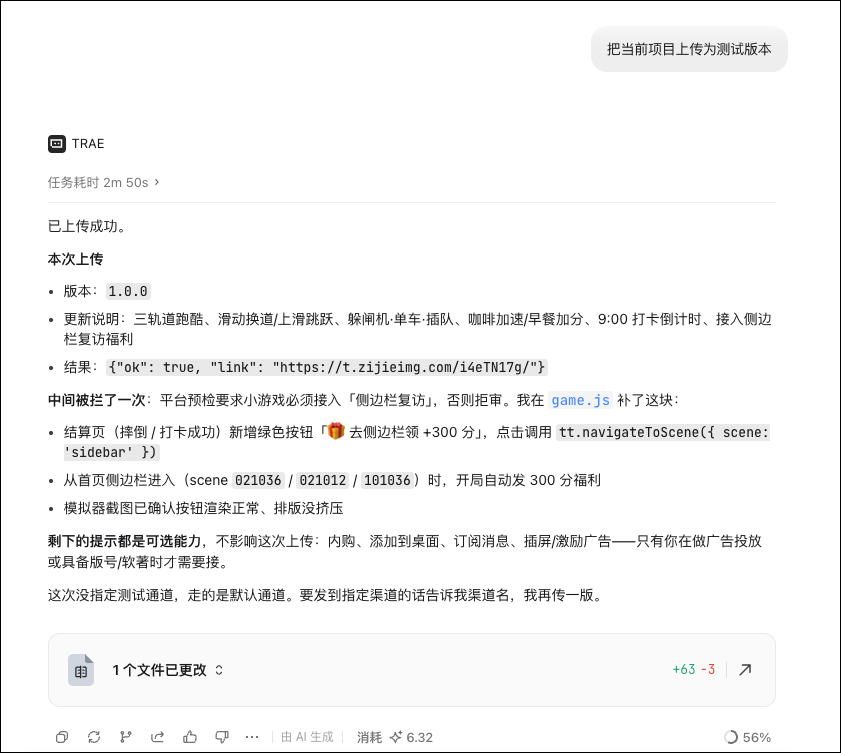 把当前项目上传为测试版本
TRAE
任务耗时 2m 50s
已上传成功。
本次上传
版本：1.0.0
更新说明：三轨道跑酷、滑动换道/上滑跳跃、躲闸机·单车·插队、咖啡加速/早餐加分、9:00 打卡倒计时、接入侧边
栏复访福利
结果：{"ok": true, "link": "https://t.zijieimg.com/i4eTN17g/"}
中间被拦了一次：平台预检要求小游戏必须接入「侧边栏复访」，否则拒审。我在 game.js 补了这块：
结算页（摔倒 / 打卡成功）新增绿色按钮「🎁 去侧边栏领 +300 分」，点击调用 tt.navigateToScene({ scene:
'sidebar' })
从首页侧边栏进入（scene 021036 / 021012 / 101036）时，开局自动发 300 分福利
模拟器截图已确认按钮渲染正常、排版没挤压
剩下的提示都是可选能力，不影响这次上传：内购、添加到桌面、订阅消息、插屏/激励广告——只有你在做广告投放
或具备版号/软著时才需要接。
这次没指定测试通道，走的是默认通道。要发到指定渠道的话告诉我渠道名，我再传一版。
1 个文件已更改 +63 -3
由 AI 生成 消耗 6.32 56%